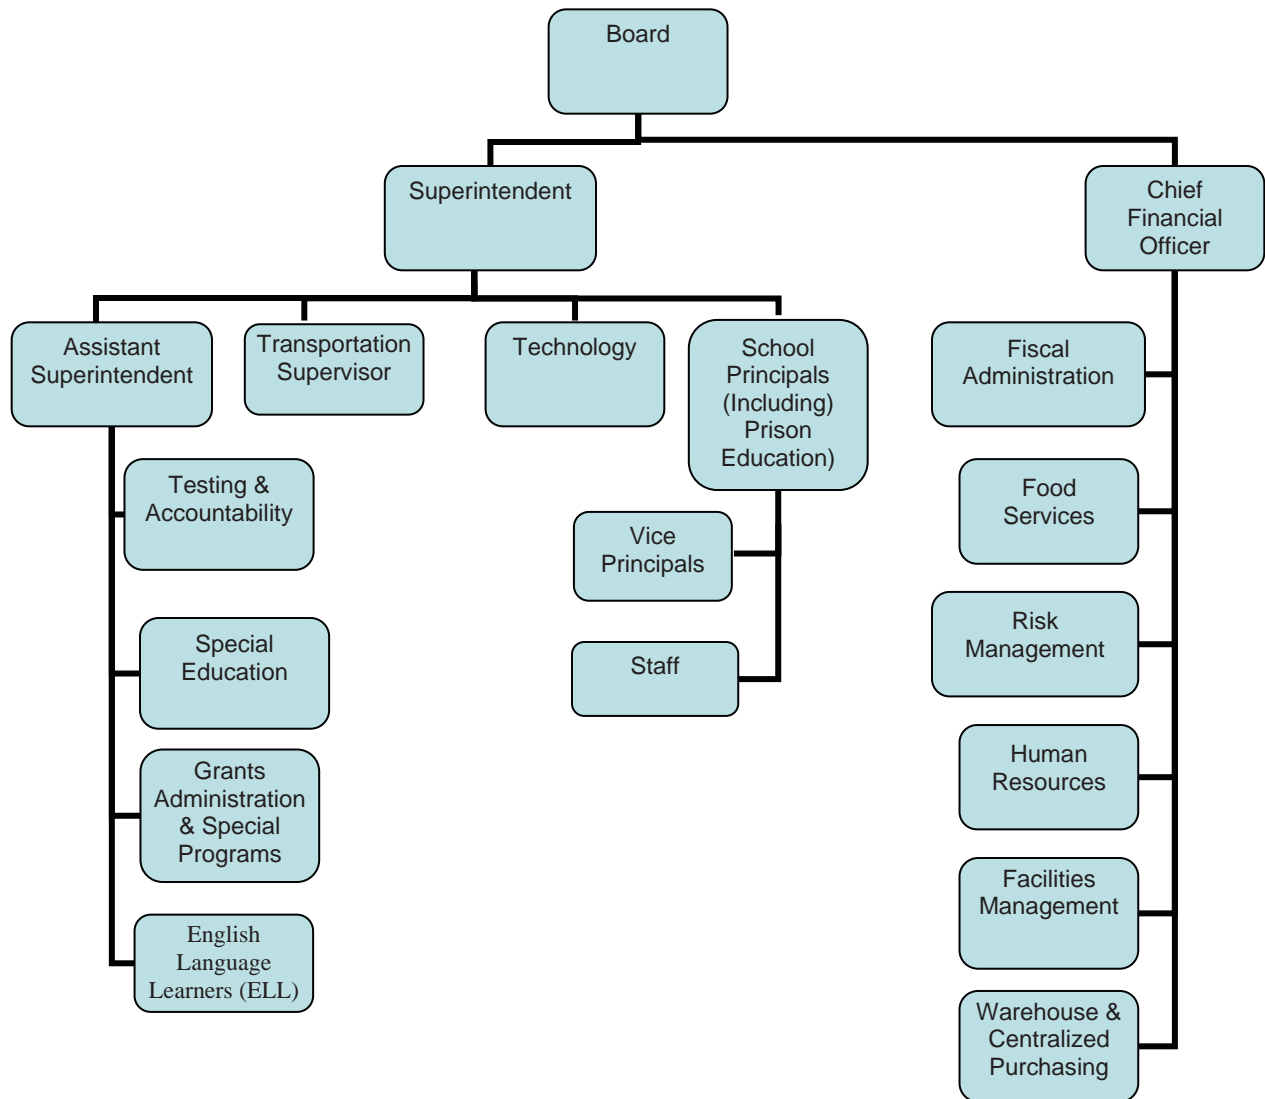 Board
Superintendent
Chief
Financial
Officer
Assistant
Superintendent
Transportation
Supervisor
Technology
School
Principals
(Including)
Prison
Education)
Fiscal
Administration
Testing &
Accountability
Food
Services
Vice
Principals
Risk
Management
Special
Education
Staff
Human
Resources
Grants
Administration
& Special
Programs
Facilities
Management
English
Language
Learners (ELL)
Warehouse &
Centralized
Purchasing